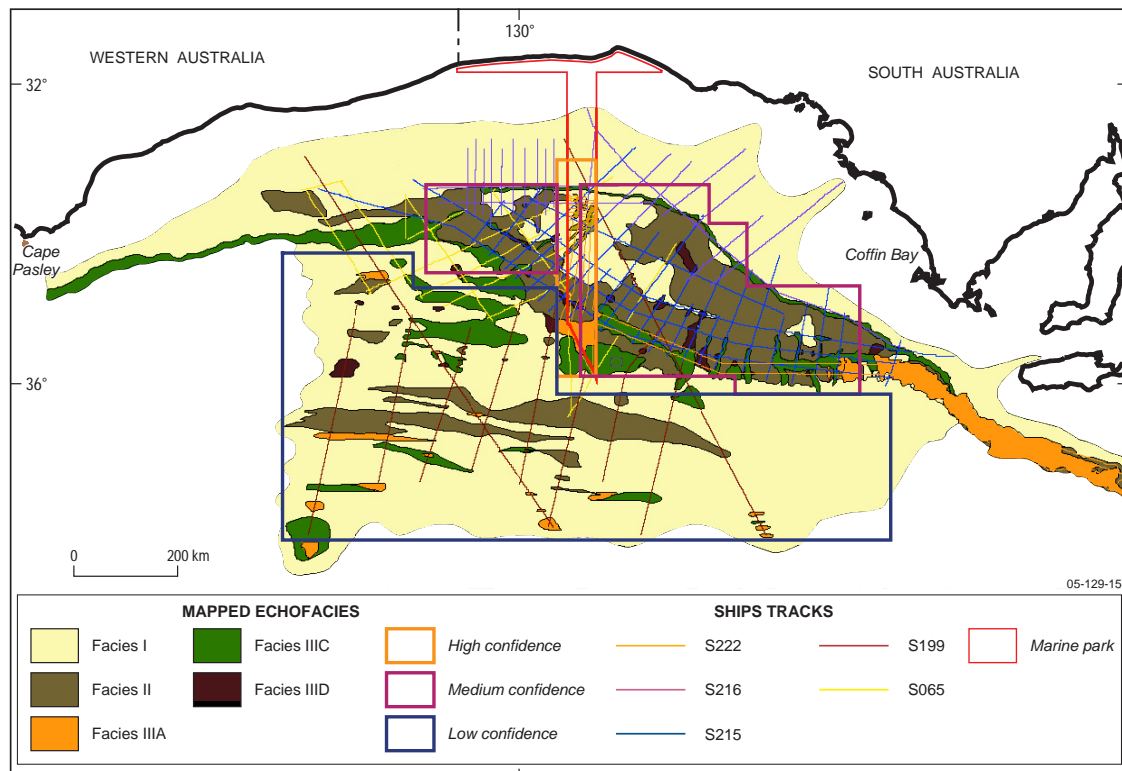 130°
WESTERN AUSTRALIA
SOUTH AUSTRALIA
32°
Cape
Pasley
Coffin Bay
36°
0
200 km
05-129-15
MAPPED ECHOFACIES
SHIPS TRACKS
Facies I
Facies IIIC
High confidence
S222
S199
Marine park
Facies II
Facies IIID
Medium confidence
S216
S065
Facies IIIA
Low confidence
S215